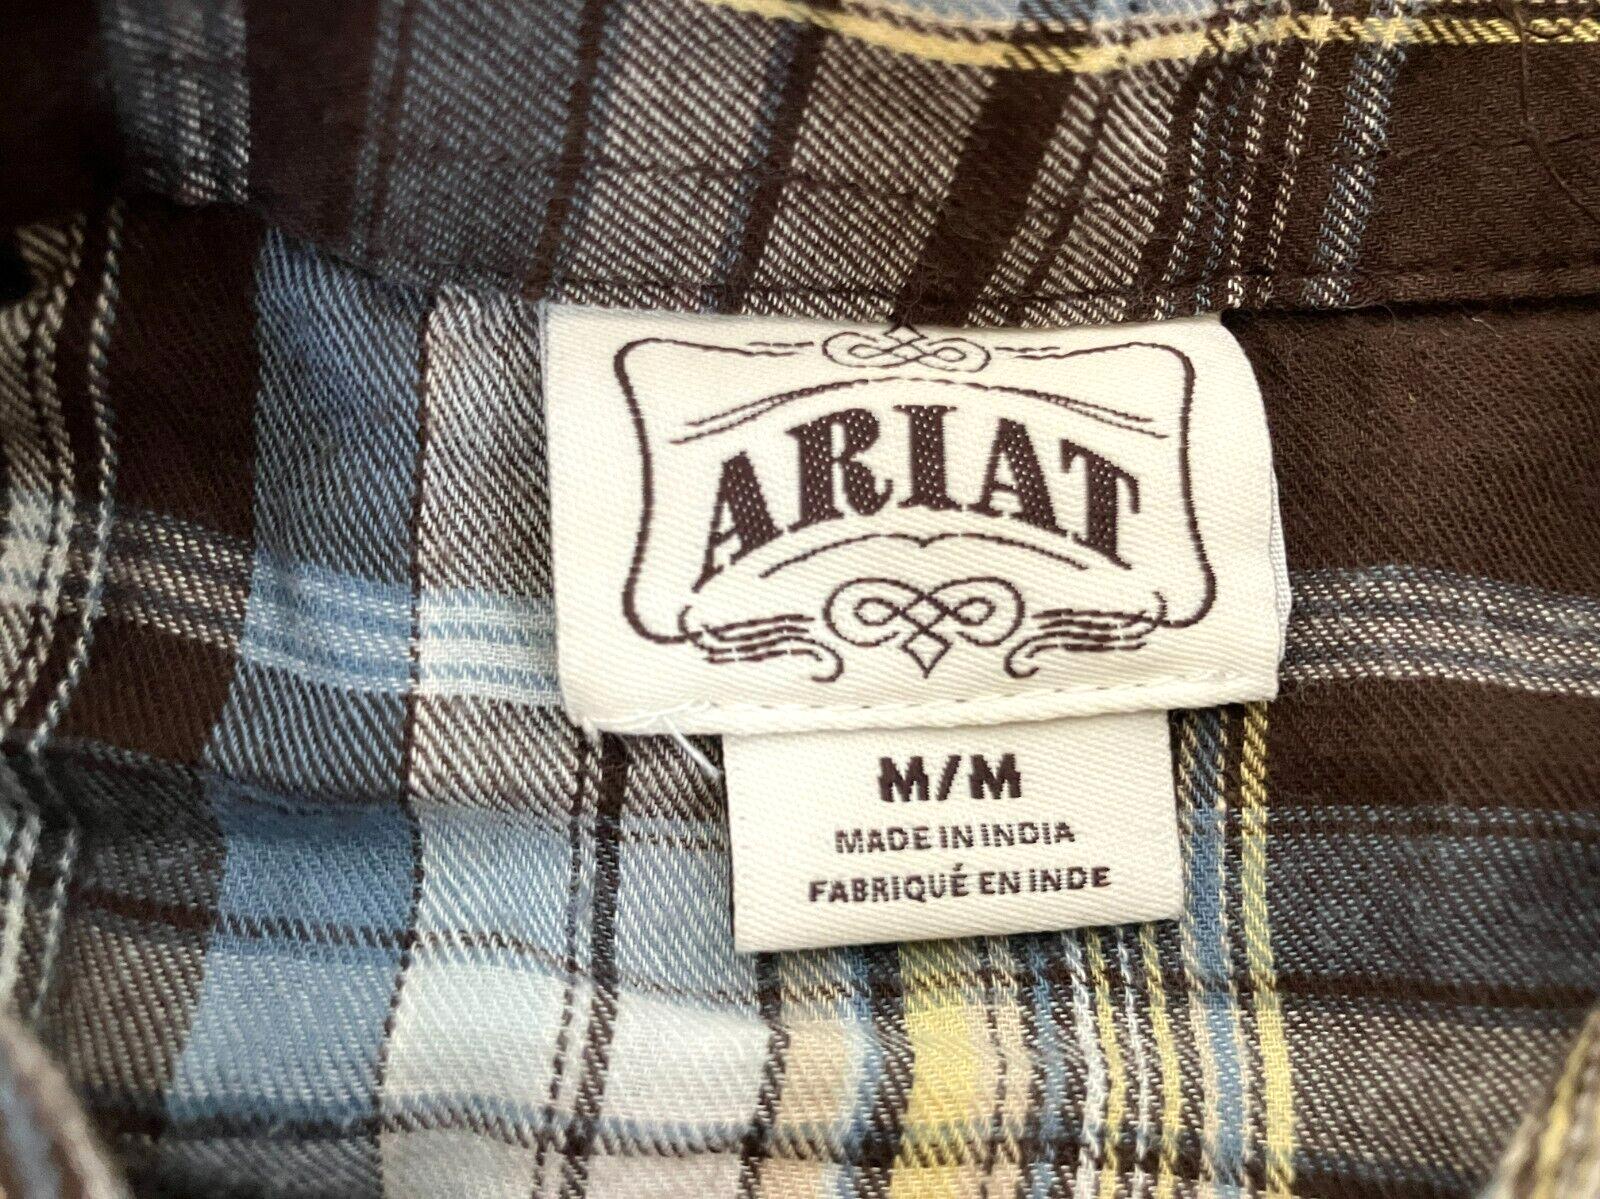 ARIAT
M/M
MADE IN INDIA
FABRIQUÉ EN INDE